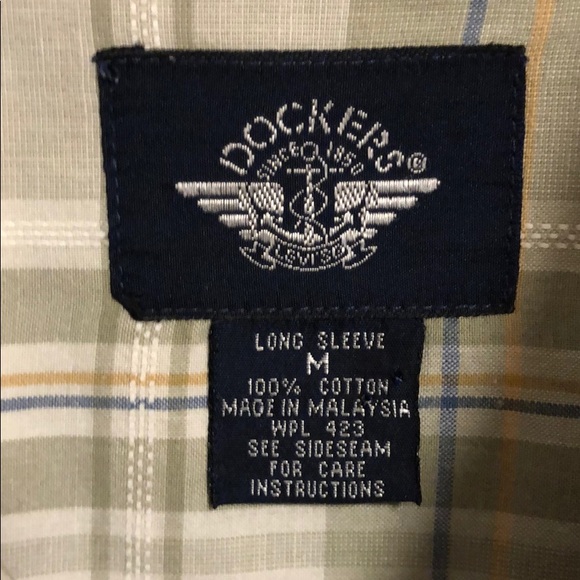 DOCKERS®
SINCE 1850
LEVI'S®
LONG SLEEVE
M
100% COTTON
MADE IN MALAYSIA
WPL 423
SEE SIDESEAM
FOR CARE
INSTRUCTIONS